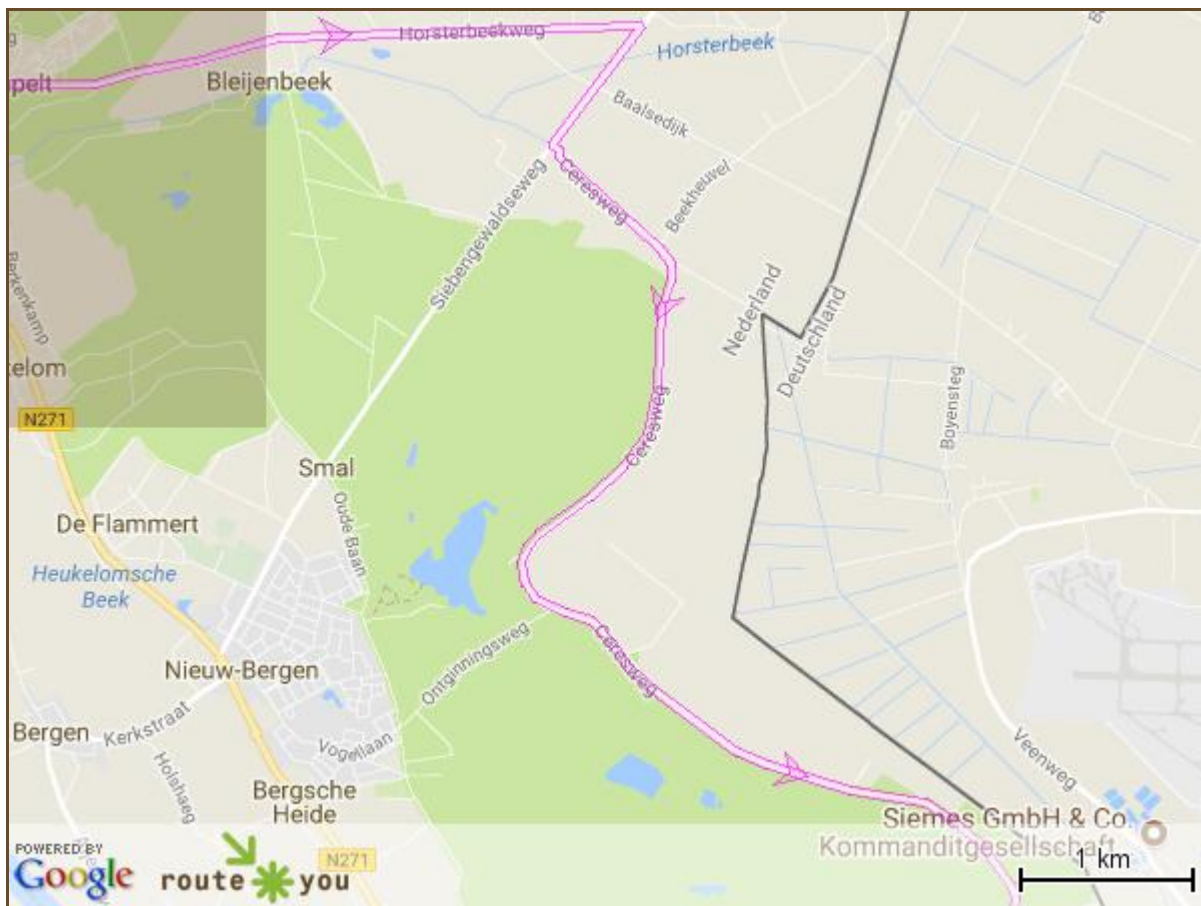 Horsterbeekweg
Horsterbeek
pelt
Bleijenbeek
Baalsedijk
Beekheuvel
Ceresweg
Siebengewaldseweg
Nederland
Deutschland
elom
N271
Ceresweg
Boyensteg
Smal
De Flammert
Oude Baan
Heukelomsche
Beek
Nieuw-Bergen
Ontginningsweg
Ceresweg
Bergen
Kerkstraat
Vogellaan
Veenweg
Bergsche
Heide
Siemes GmbH & Co.
Kommanditgesellschaft
POWERED BY
Google
route you
N271
1 km